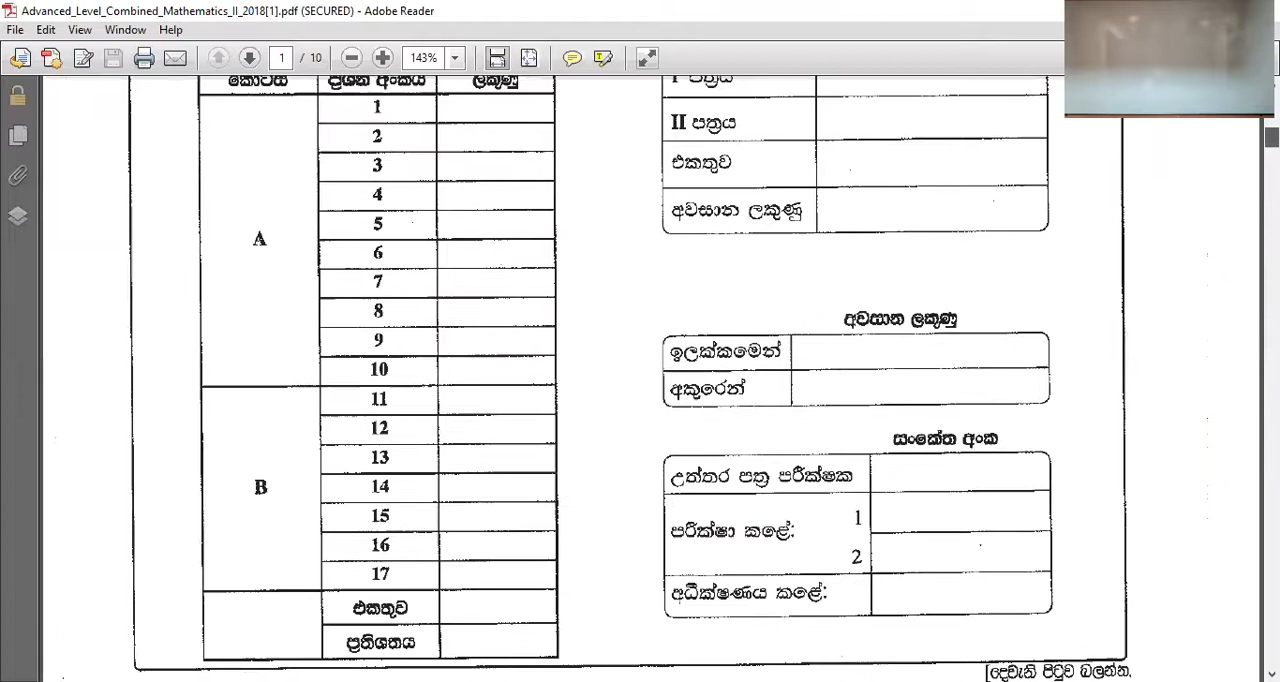 Advanced_Level_Combined_Mathematics_II_2018[1].pdf (SECURED) - Adobe Reader
File Edit View Window Help
1 / 10 143%
කොටස ප්‍රශ්න අංකය ලකුණු
A
1
2
3
4
5
6
7
8
9
10
B
11
12
13
14
15
16
17
එකතුව
ප්‍රතිශතය
I පත්‍රය
II පත්‍රය
එකතුව
අවසාන ලකුණු
අවසාන ලකුණු
ඉලක්කමෙන්
අකුරෙන්
සංකේත අංක
උත්තර පත්‍ර පරීක්ෂක
පරීක්ෂා කළේ: 1
2
අධීක්ෂණය කළේ:
[දෙවැනි පිටුව බලන්න.